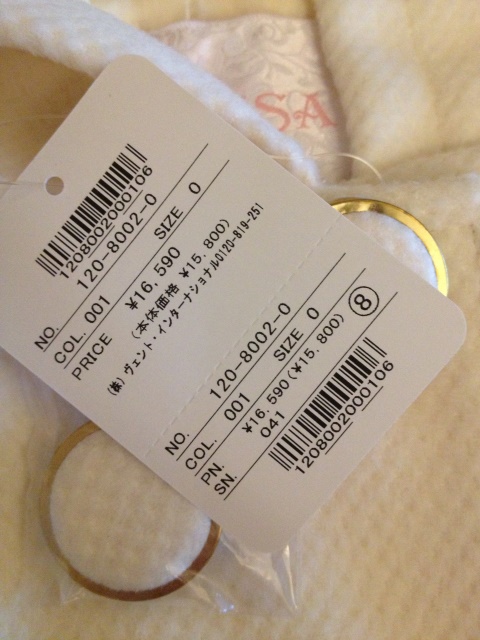 SA
1208002000106
NO. 120-8002-0
COL. 001 SIZE 0
PRICE ¥16,590
(本体価格 ¥15,800)
(株)ヴェント・インターナショナル0120-819-251
NO. 120-8002-0
COL. 001 SIZE 0 ⑧
PN. ¥16,590(¥15,800)
SN. 041
1208002000106